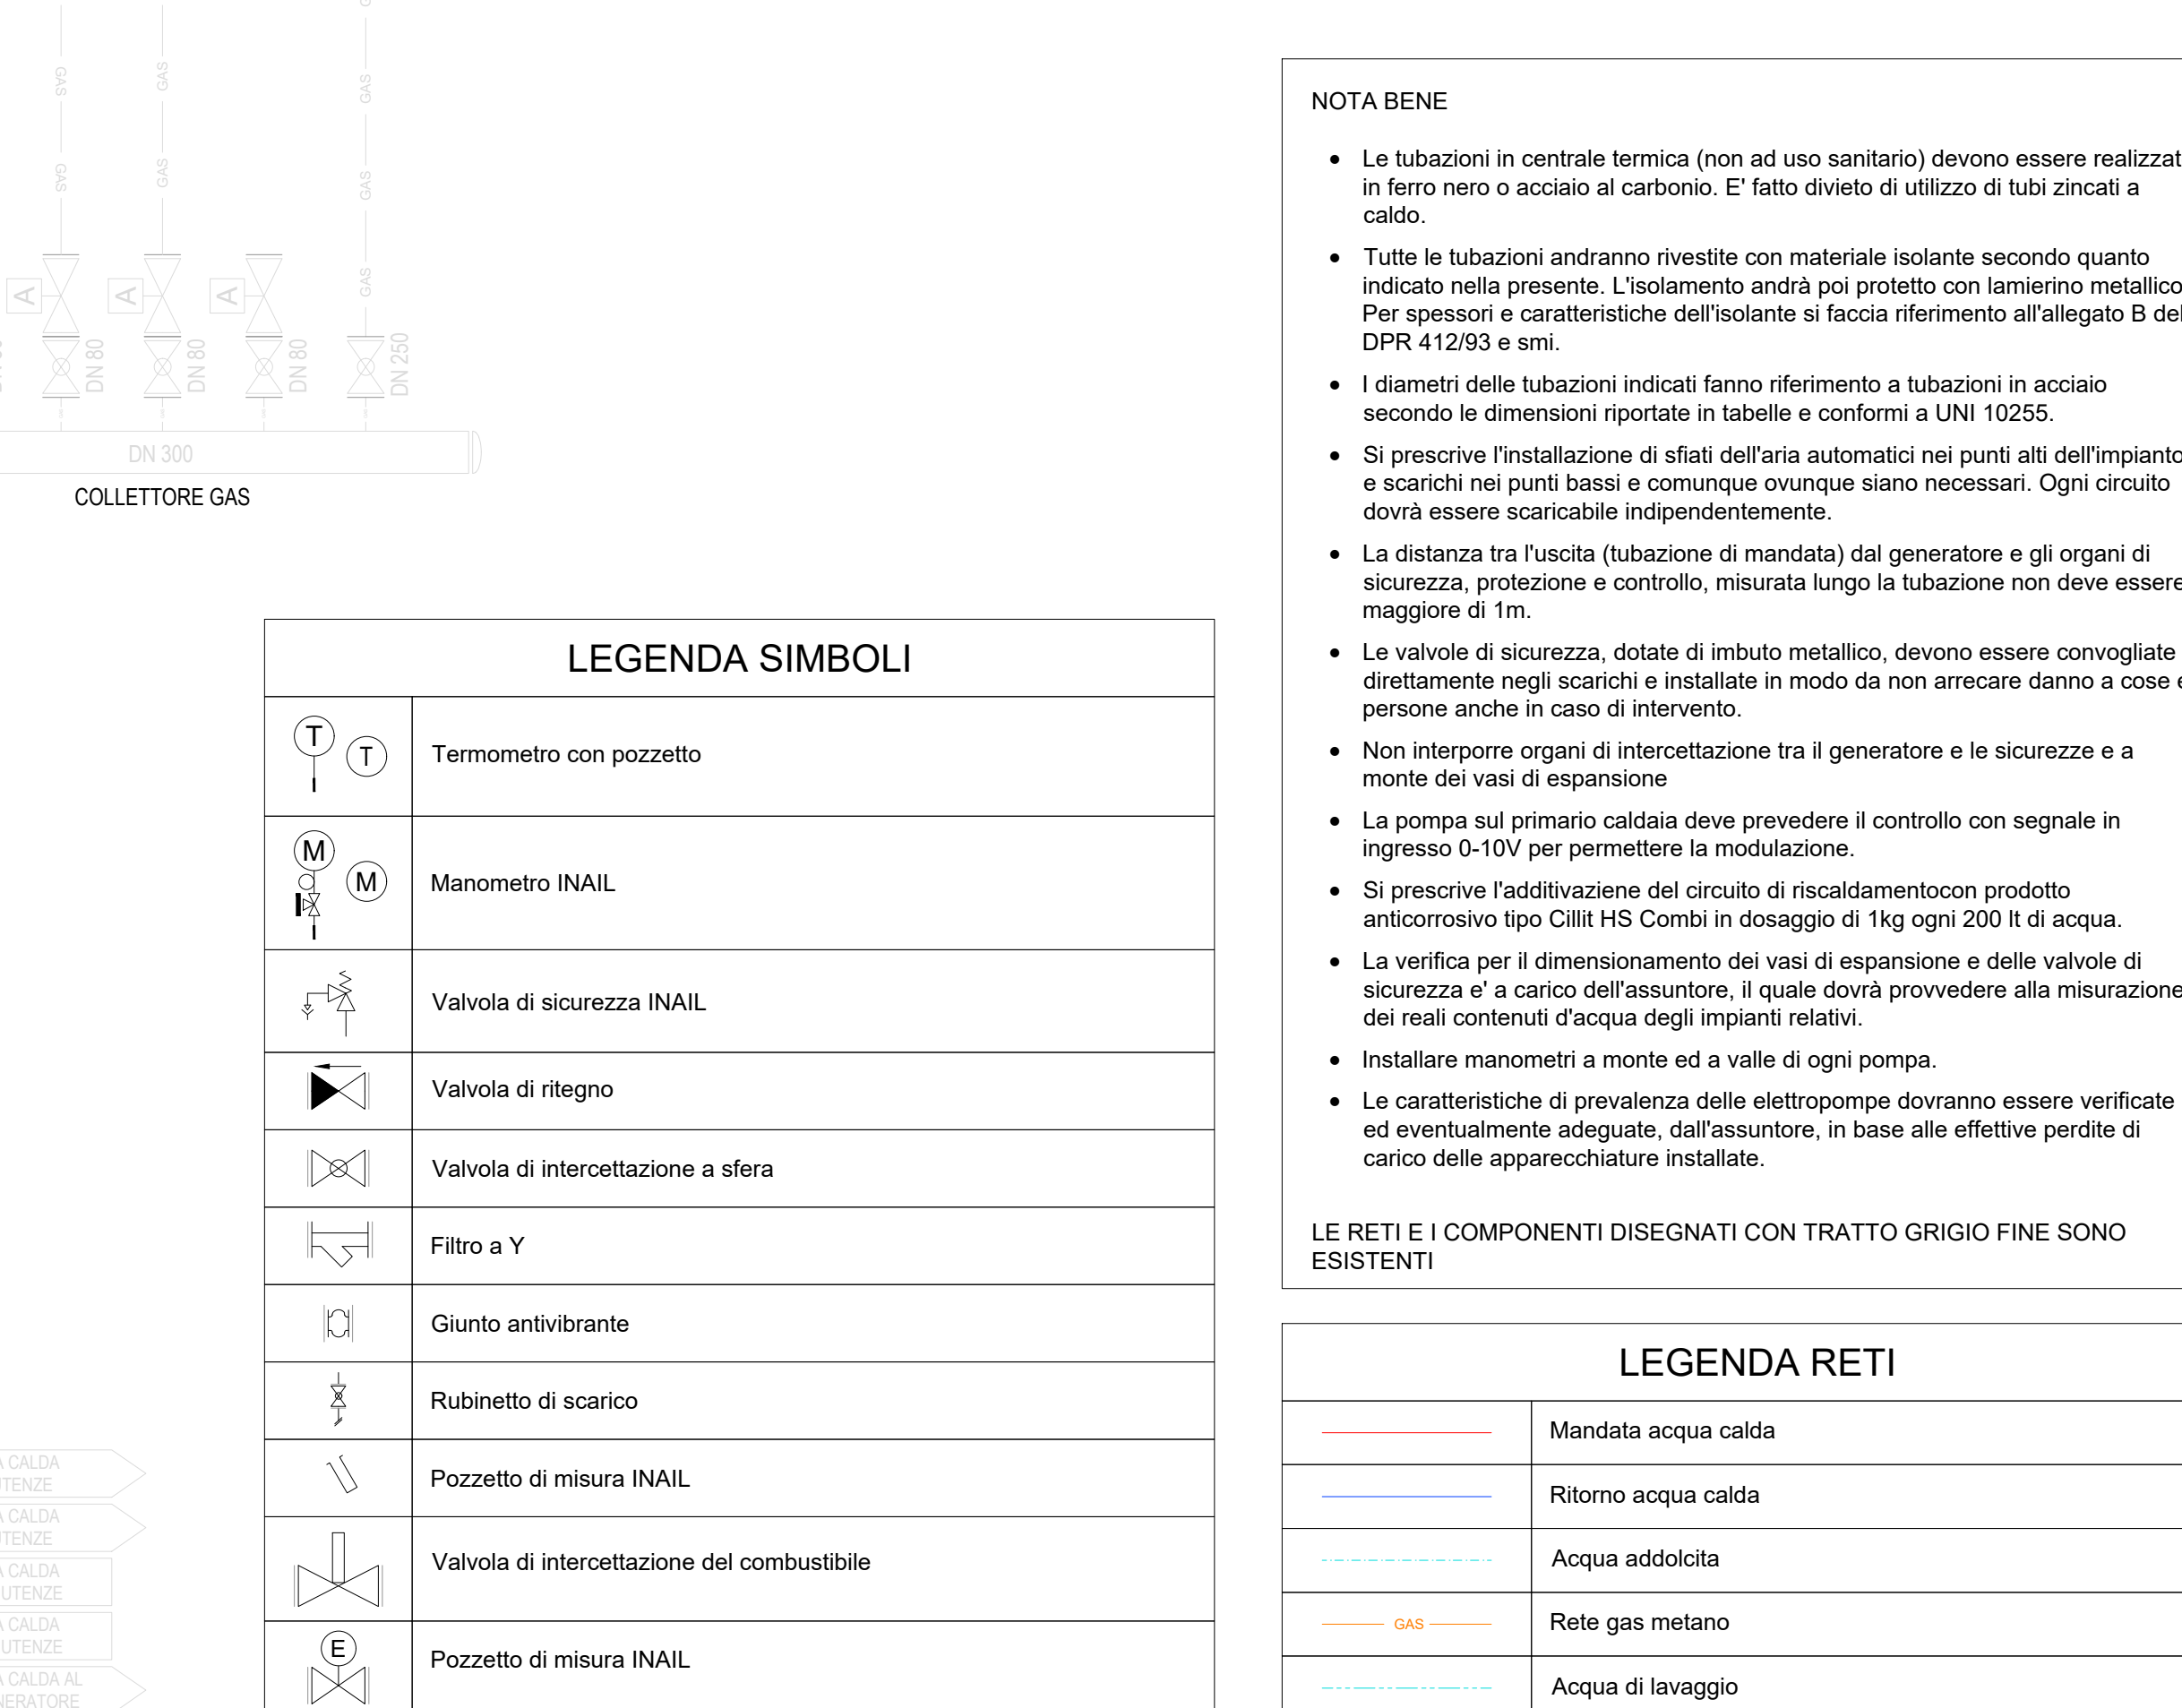 GAS
GAS
GAS
GAS
GAS
GAS
GAS
A
A
A
DN 80
DN 80
DN 80
DN 250
DN 300
COLLETTORE GAS
NOTA BENE
• Le tubazioni in centrale termica (non ad uso sanitario) devono essere realizzat
in ferro nero o acciaio al carbonio. E' fatto divieto di utilizzo di tubi zincati a
caldo.
• Tutte le tubazioni andranno rivestite con materiale isolante secondo quanto
indicato nella presente. L'isolamento andrà poi protetto con lamierino metallico
Per spessori e caratteristiche dell'isolante si faccia riferimento all'allegato B del
DPR 412/93 e smi.
• I diametri delle tubazioni indicati fanno riferimento a tubazioni in acciaio
secondo le dimensioni riportate in tabelle e conformi a UNI 10255.
• Si prescrive l'installazione di sfiati dell'aria automatici nei punti alti dell'impianto
e scarichi nei punti bassi e comunque ovunque siano necessari. Ogni circuito
dovrà essere scaricabile indipendentemente.
• La distanza tra l'uscita (tubazione di mandata) dal generatore e gli organi di
sicurezza, protezione e controllo, misurata lungo la tubazione non deve essere
maggiore di 1m.
• Le valvole di sicurezza, dotate di imbuto metallico, devono essere convogliate
direttamente negli scarichi e installate in modo da non arrecare danno a cose e
persone anche in caso di intervento.
• Non interporre organi di intercettazione tra il generatore e le sicurezze e a
monte dei vasi di espansione
• La pompa sul primario caldaia deve prevedere il controllo con segnale in
ingresso 0-10V per permettere la modulazione.
• Si prescrive l'additivaziene del circuito di riscaldamentocon prodotto
anticorrosivo tipo Cillit HS Combi in dosaggio di 1kg ogni 200 lt di acqua.
• La verifica per il dimensionamento dei vasi di espansione e delle valvole di
sicurezza e' a carico dell'assuntore, il quale dovrà provvedere alla misurazione
dei reali contenuti d'acqua degli impianti relativi.
• Installare manometri a monte ed a valle di ogni pompa.
• Le caratteristiche di prevalenza delle elettropompe dovranno essere verificate
ed eventualmente adeguate, dall'assuntore, in base alle effettive perdite di
carico delle apparecchiature installate.
LE RETI E I COMPONENTI DISEGNATI CON TRATTO GRIGIO FINE SONO
ESISTENTI
LEGENDA SIMBOLI
T T Termometro con pozzetto
M M Manometro INAIL
Valvola di sicurezza INAIL
Valvola di ritegno
Valvola di intercettazione a sfera
Filtro a Y
Giunto antivibrante
Rubinetto di scarico
Pozzetto di misura INAIL
Valvola di intercettazione del combustibile
E Pozzetto di misura INAIL
LEGENDA RETI
Mandata acqua calda
Ritorno acqua calda
Acqua addolcita
GAS Rete gas metano
Acqua di lavaggio
A CALDA
TENZE
A CALDA
TENZE
A CALDA
UTENZE
A CALDA
UTENZE
A CALDA AL
NERATORE